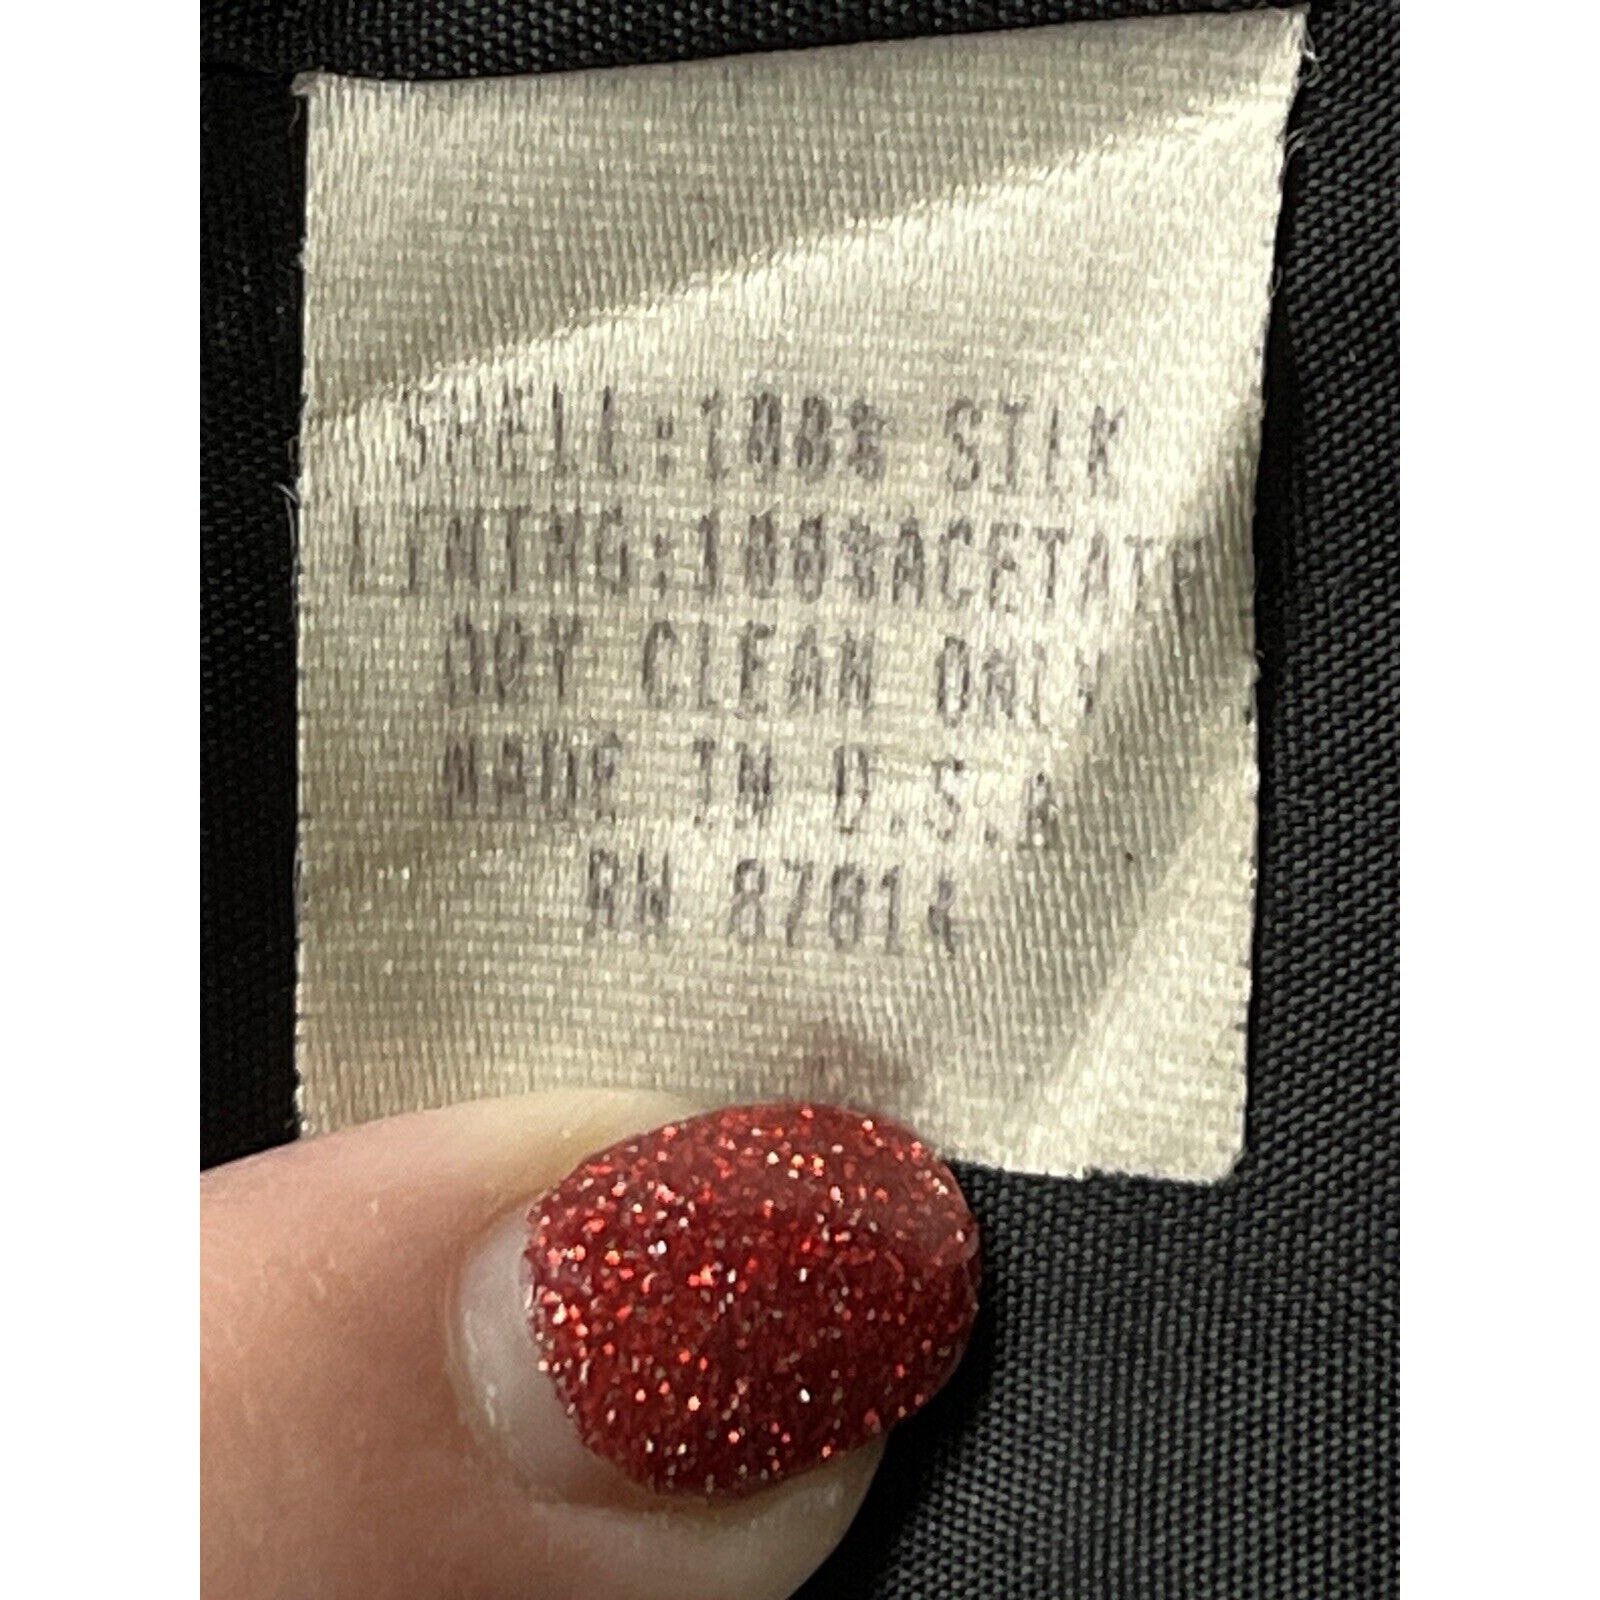 SHELL:100% SILK
LINING:100%ACETATE
DRY CLEAN ONLY
MADE IN U.S.A
RN 87814